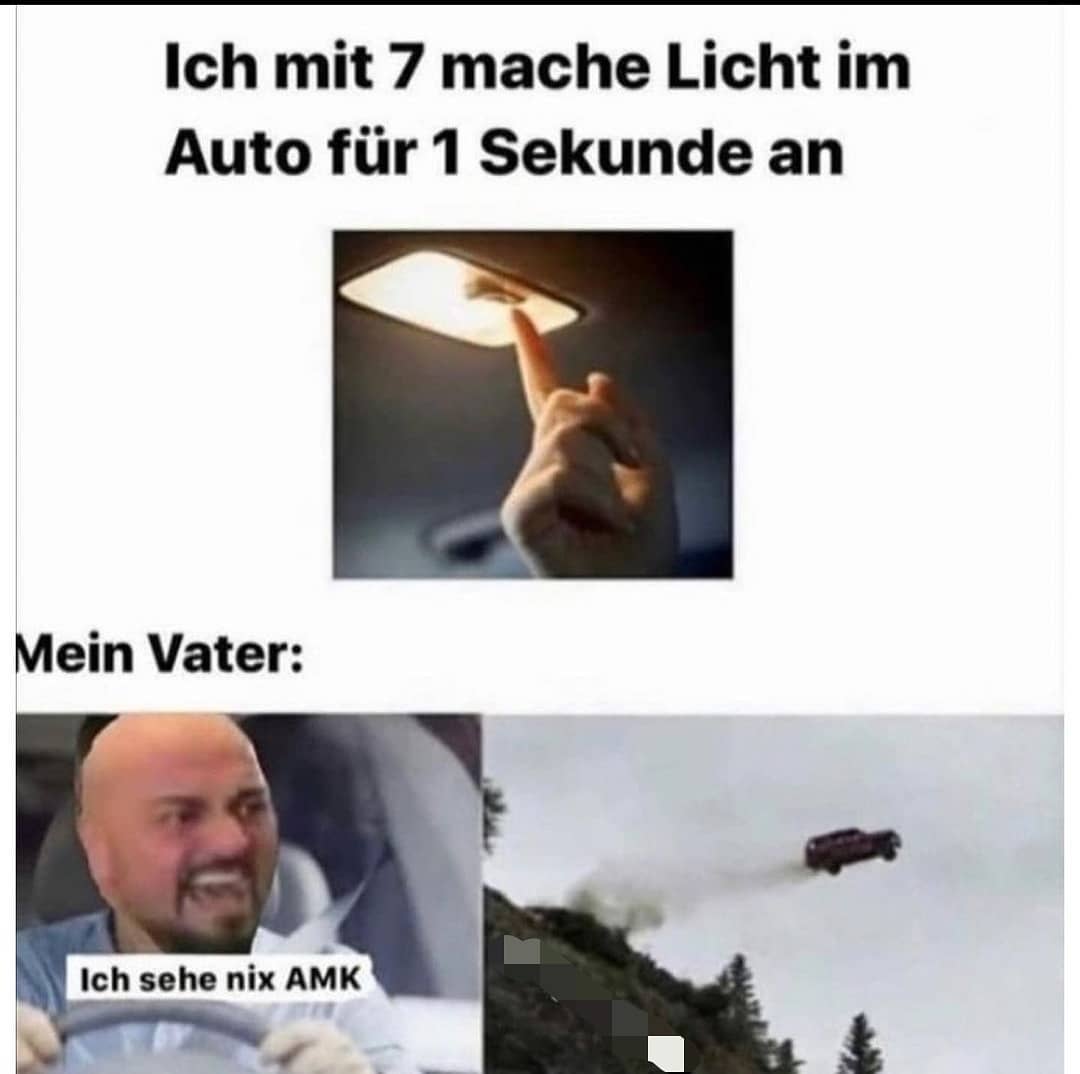 Ich mit 7 mache Licht im
Auto für 1 Sekunde an
Mein Vater:
Ich sehe nix AMK